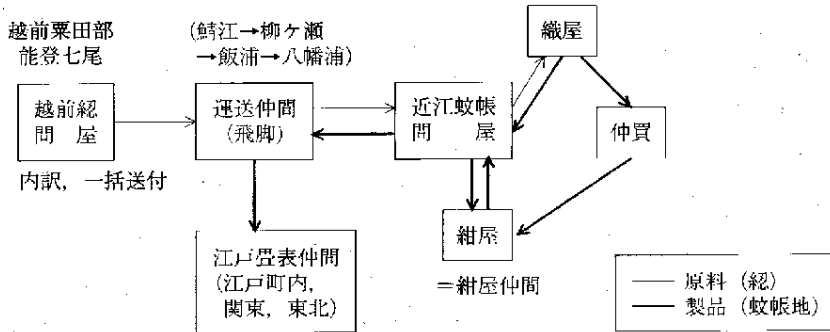 越前粟田部
能登七尾
(鯖江→柳ケ瀬
→飯浦→八幡浦)
織屋
越前綛
問屋
運送仲間
(飛脚)
近江蚊帳
問屋
仲買
内訳，一括送付
紺屋
=紺屋仲間
江戸畳表仲間
(江戸町内,
関東, 東北)
原料 (綛)
製品 (蚊帳地)